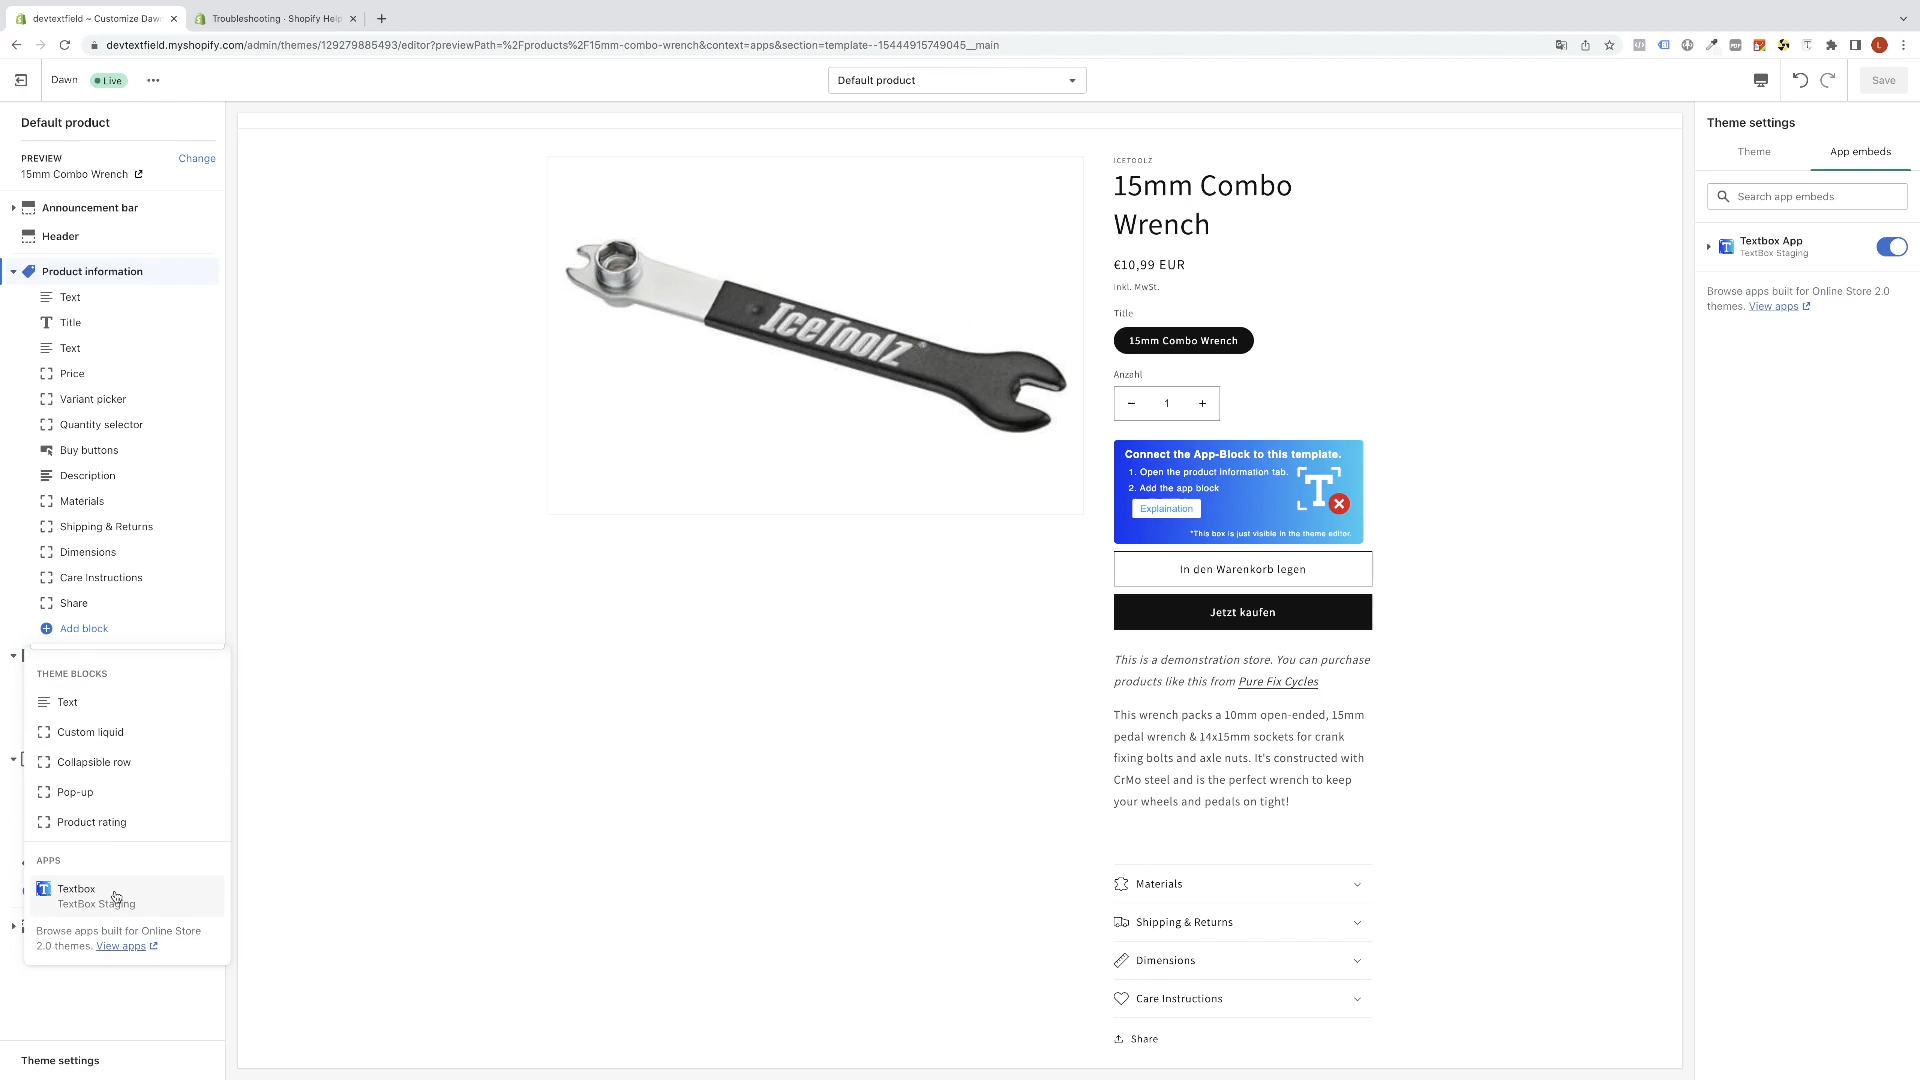 devtextfield ~ Customize Dawn
Troubleshooting · Shopify Help
devtextfield.myshopify.com/admin/themes/129279885493/editor?previewPath=%2Fproducts%2F15mm-combo-wrench&context=apps&section=template--15444915749045__main
L
Dawn
Live
Default product
Save
Default product
PREVIEW
Change
15mm Combo Wrench
Announcement bar
Header
Product information
Text
Title
Text
Price
Variant picker
Quantity selector
Buy buttons
Description
Materials
Shipping & Returns
Dimensions
Care Instructions
Share
Add block
THEME BLOCKS
Text
Custom liquid
Collapsible row
Pop-up
Product rating
APPS
Textbox
TextBox Staging
Browse apps built for Online Store
2.0 themes. View apps
Theme settings
IceToolz
ICETOOLZ
15mm Combo
Wrench
€10,99 EUR
inkl. MwSt.
Title
15mm Combo Wrench
Anzahl
− 1 +
Connect the App-Block to this template.
1. Open the product information tab.
2. Add the app block
Explaination
*This box is just visible in the theme editor.
In den Warenkorb legen
Jetzt kaufen
This is a demonstration store. You can purchase
products like this from Pure Fix Cycles
This wrench packs a 10mm open-ended, 15mm
pedal wrench & 14x15mm sockets for crank
fixing bolts and axle nuts. It's constructed with
CrMo steel and is the perfect wrench to keep
your wheels and pedals on tight!
Materials
Shipping & Returns
Dimensions
Care Instructions
Share
Theme settings
Theme
App embeds
Search app embeds
Textbox App
TextBox Staging
Browse apps built for Online Store 2.0
themes. View apps